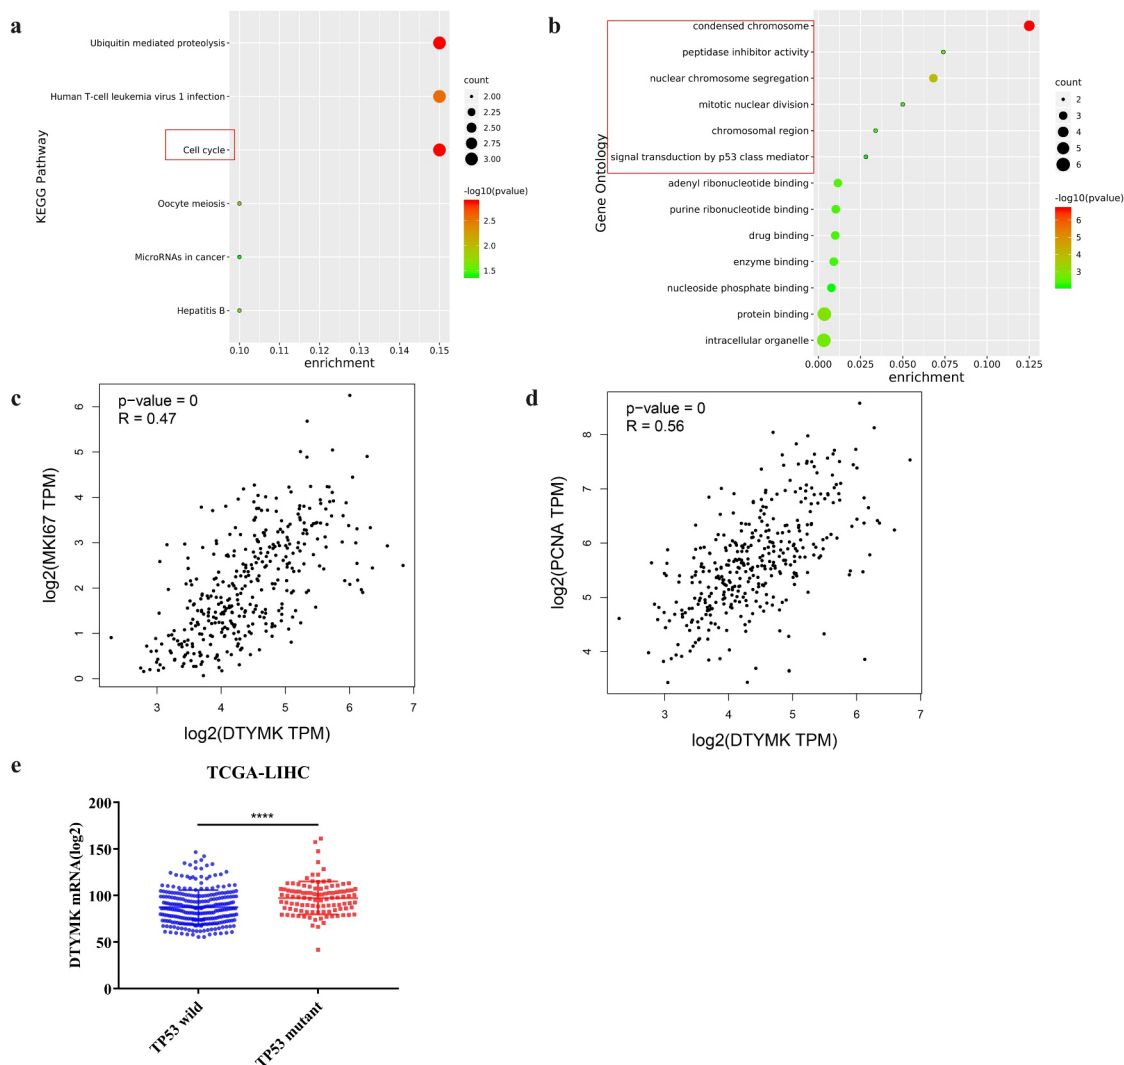 a
Ubiquitin mediated proteolysis
Human T-cell leukemia virus 1 infection
Cell cycle
Oocyte meiosis
MicroRNAs in cancer
Hepatitis B
KEGG Pathway
0.10 0.11 0.12 0.13 0.14 0.15
enrichment
count
2.00
2.25
2.50
2.75
3.00
-log10(pvalue)
2.5
2.0
1.5
b
condensed chromosome
peptidase inhibitor activity
nuclear chromosome segregation
mitotic nuclear division
chromosomal region
signal transduction by p53 class mediator
adenyl ribonucleotide binding
purine ribonucleotide binding
drug binding
enzyme binding
nucleoside phosphate binding
protein binding
intracellular organelle
Gene Ontology
0.000 0.025 0.050 0.075 0.100 0.125
enrichment
count
2
3
4
5
6
-log10(pvalue)
6
5
4
3
c
p−value = 0
R = 0.47
log2(MKI67 TPM)
6
5
4
3
2
1
0
3 4 5 6 7
log2(DTYMK TPM)
d
p−value = 0
R = 0.56
log2(PCNA TPM)
8
7
6
5
4
3 4 5 6 7
log2(DTYMK TPM)
e
TCGA-LIHC
****
DTYMK mRNA(log2)
200
150
100
50
0
TP53 wild
TP53 mutant